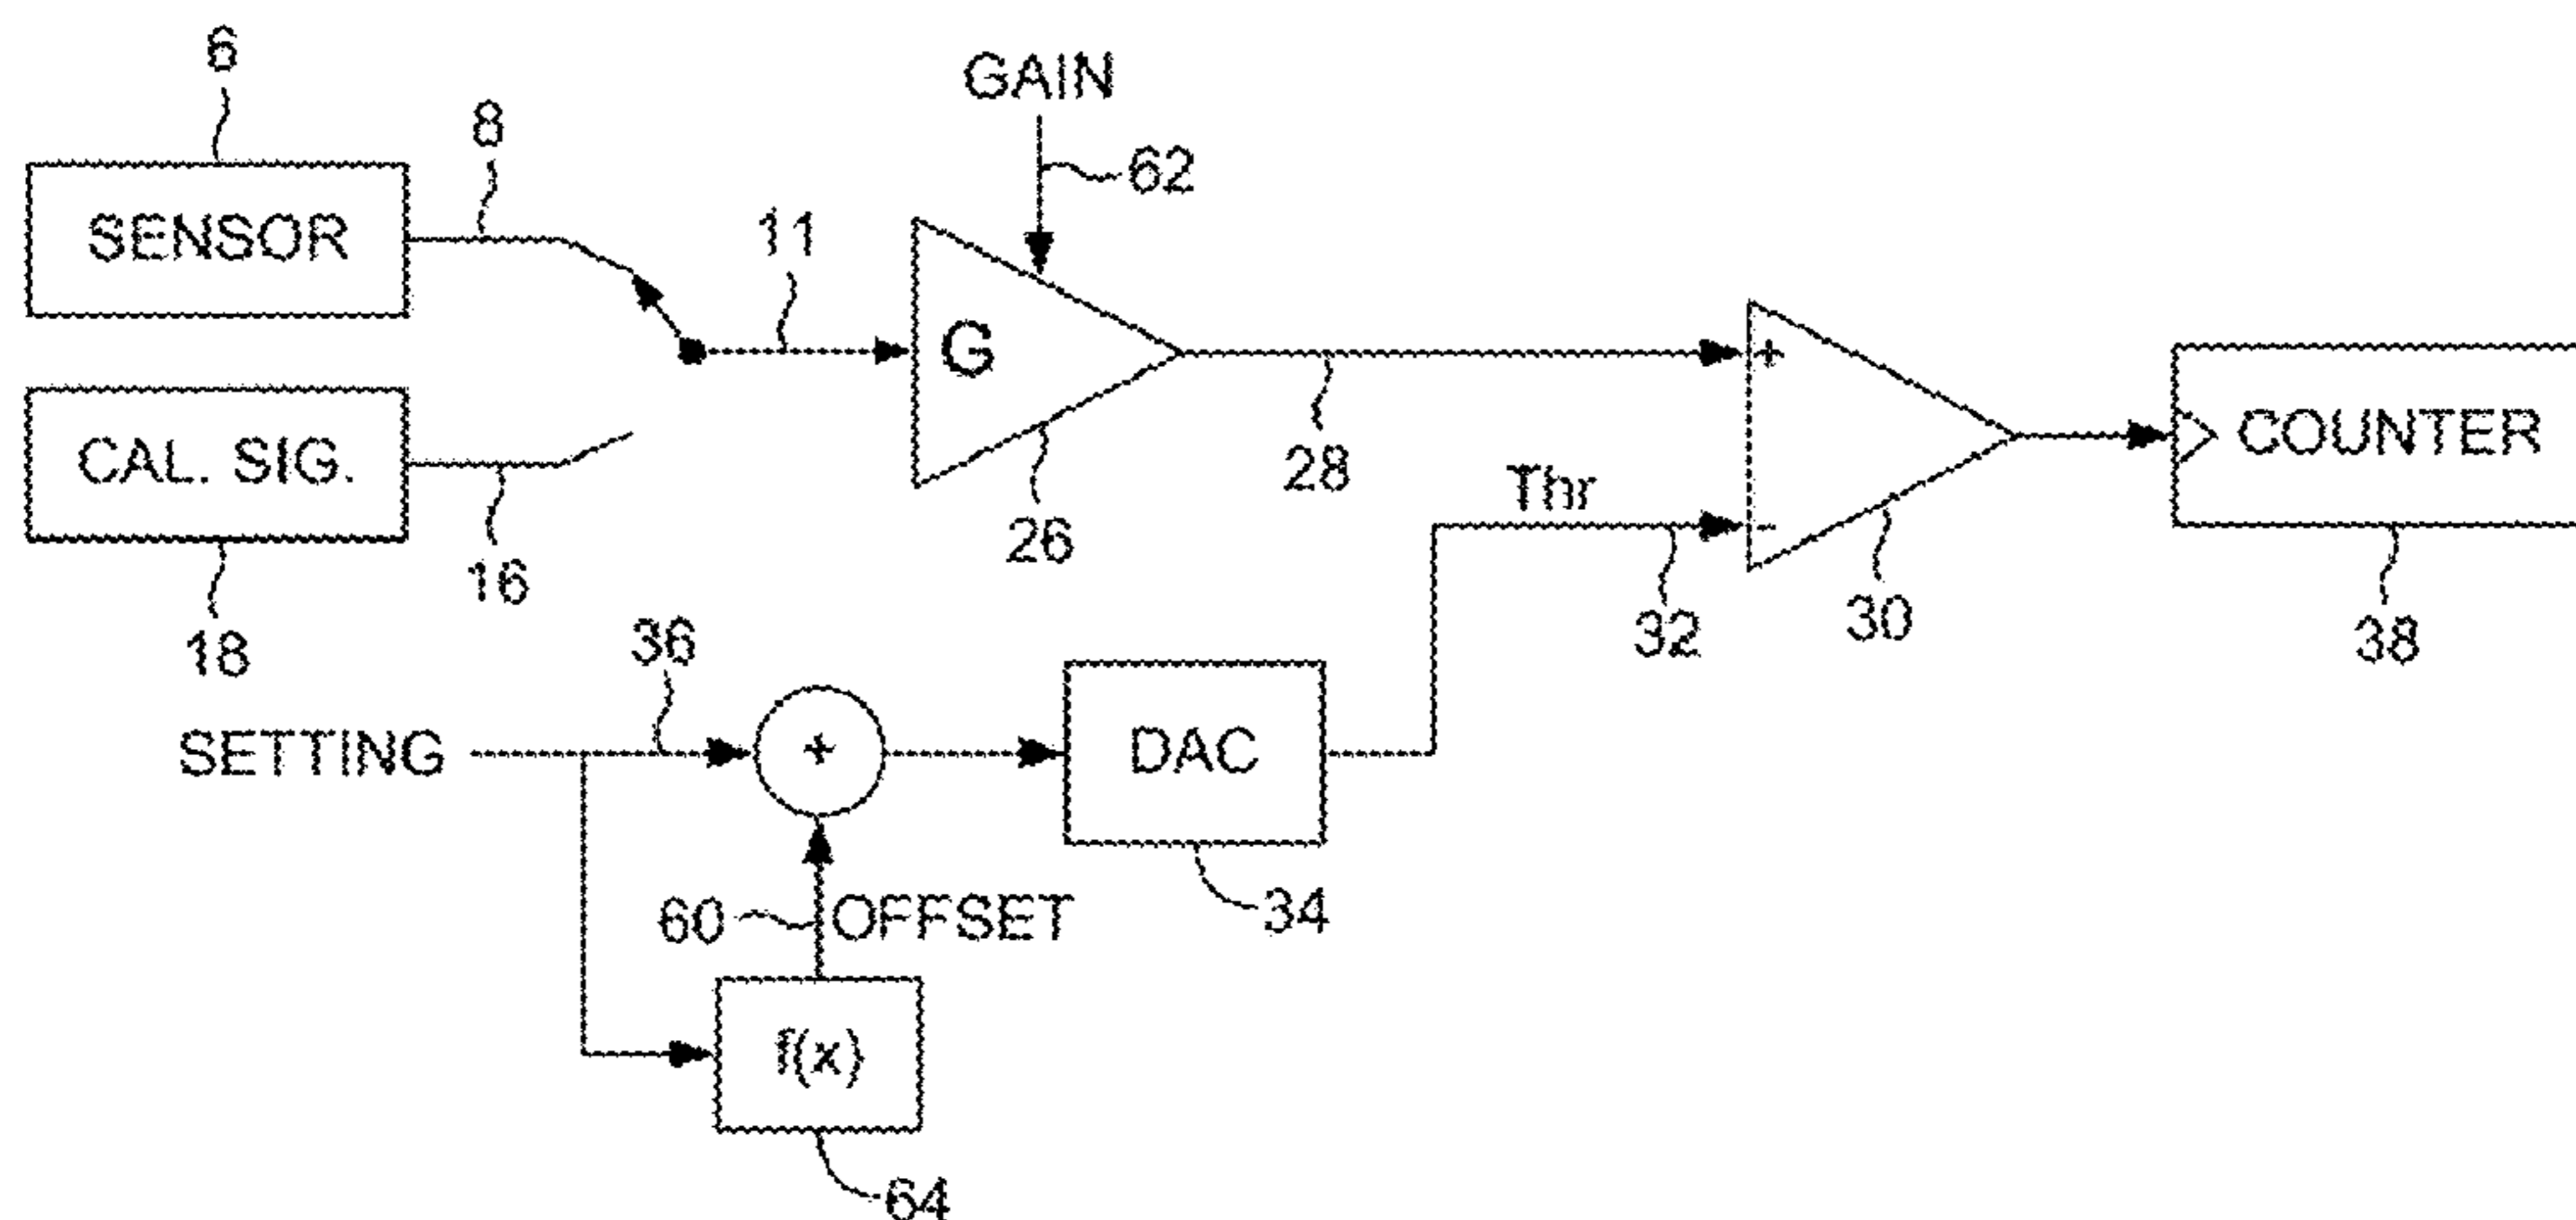 6
8
GAIN
62
SENSOR
11
G
+
COUNTER
CAL. SIG.
28
Thr
-
26
16
18
36
32
30
38
SETTING
+
DAC
60
OFFSET
34
f(x)
64